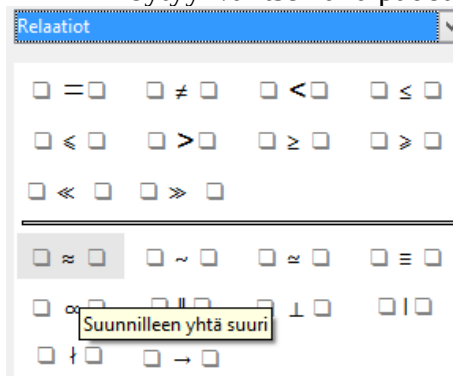 Relaatiot
□ = □ □ ≠ □ □ < □ □ ≤ □
□ ⩽ □ □ > □ □ ≥ □ □ ⩾ □
□ ≪ □ □ ≫ □
□ ≈ □ □ ~ □ □ ≃ □ □ ≡ □
□ ∝ □ □ ∥ □ □ ⊥ □ □ | □
Suunnilleen yhtä suuri
□ ∤ □ □ → □